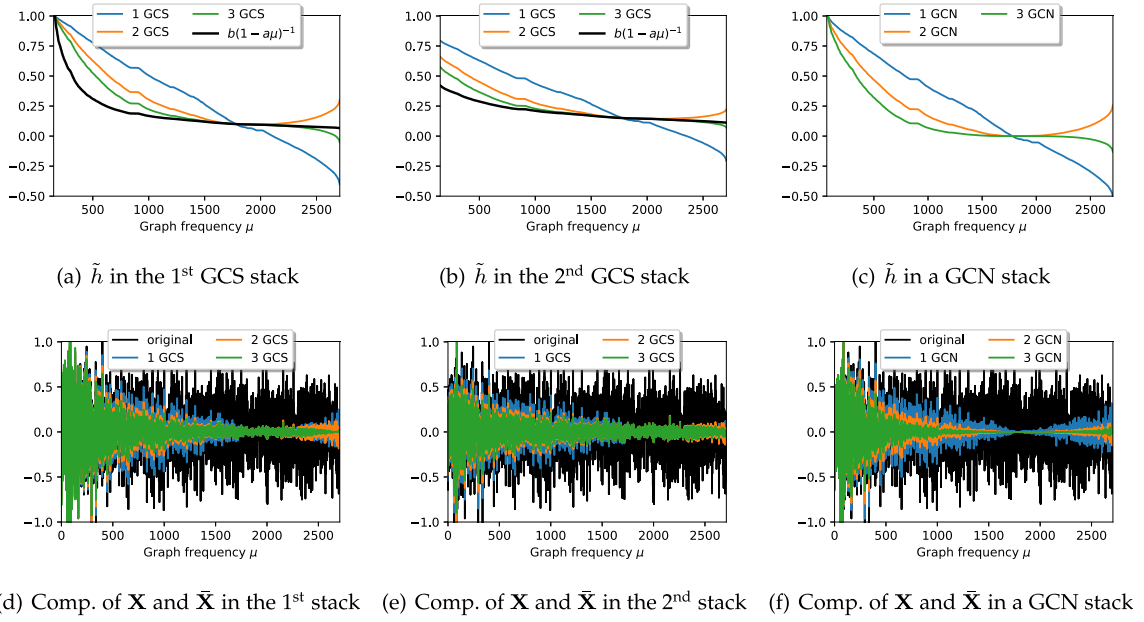 1 GCS 3 GCS
2 GCS b(1−aμ)⁻¹
1.00
0.75
0.50
0.25
0.00
−0.25
−0.50
500 1000 1500 2000 2500
Graph frequency μ
(a) h̃ in the 1st GCS stack
1 GCS 3 GCS
2 GCS b(1−aμ)⁻¹
1.00
0.75
0.50
0.25
0.00
−0.25
−0.50
500 1000 1500 2000 2500
Graph frequency μ
(b) h̃ in the 2nd GCS stack
1 GCN 3 GCN
2 GCN
1.00
0.75
0.50
0.25
0.00
−0.25
−0.50
500 1000 1500 2000 2500
Graph frequency μ
(c) h̃ in a GCN stack
original 2 GCS
1 GCS 3 GCS
1.0
0.5
0.0
−0.5
−1.0
0 500 1000 1500 2000 2500
Graph frequency μ
(d) Comp. of X and X̄ in the 1st stack
original 2 GCS
1 GCS 3 GCS
1.0
0.5
0.0
−0.5
−1.0
0 500 1000 1500 2000 2500
Graph frequency μ
(e) Comp. of X and X̄ in the 2nd stack
original 2 GCN
1 GCN 3 GCN
1.0
0.5
0.0
−0.5
−1.0
0 500 1000 1500 2000 2500
Graph frequency μ
(f) Comp. of X and X̄ in a GCN stack